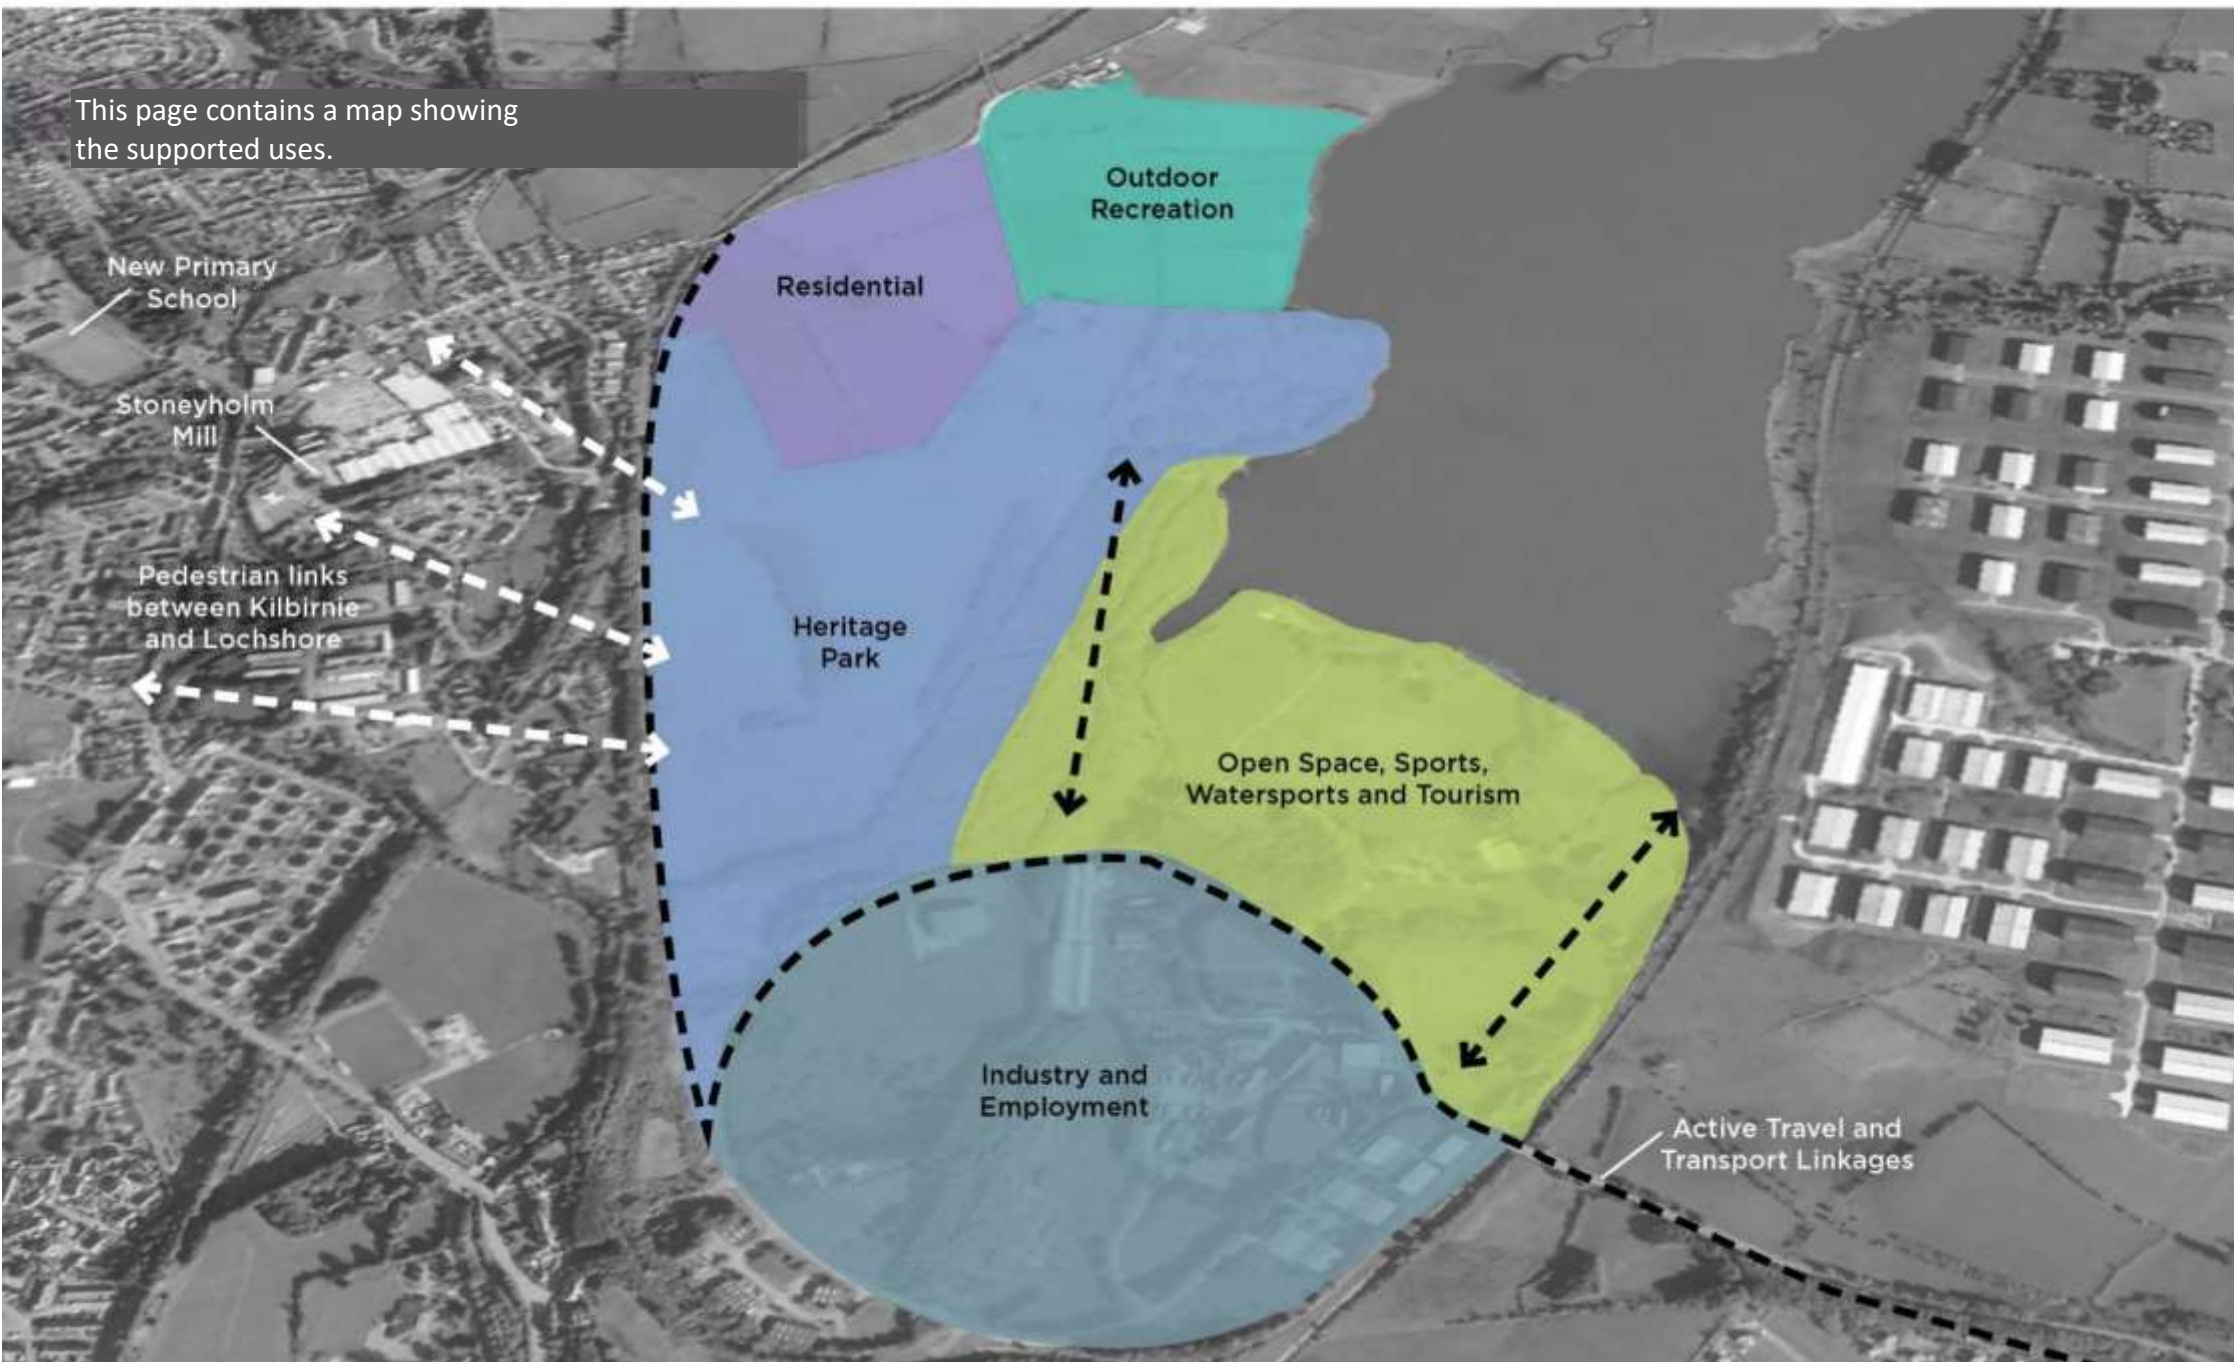 This page contains a map showing
the supported uses.
Outdoor
Recreation
New Primary
School
Residential
Stoneyholm
Mill
Pedestrian links
between Kilbirnie
and Lochshore
Heritage
Park
Open Space, Sports,
Watersports and Tourism
Industry and
Employment
Active Travel and
Transport Linkages